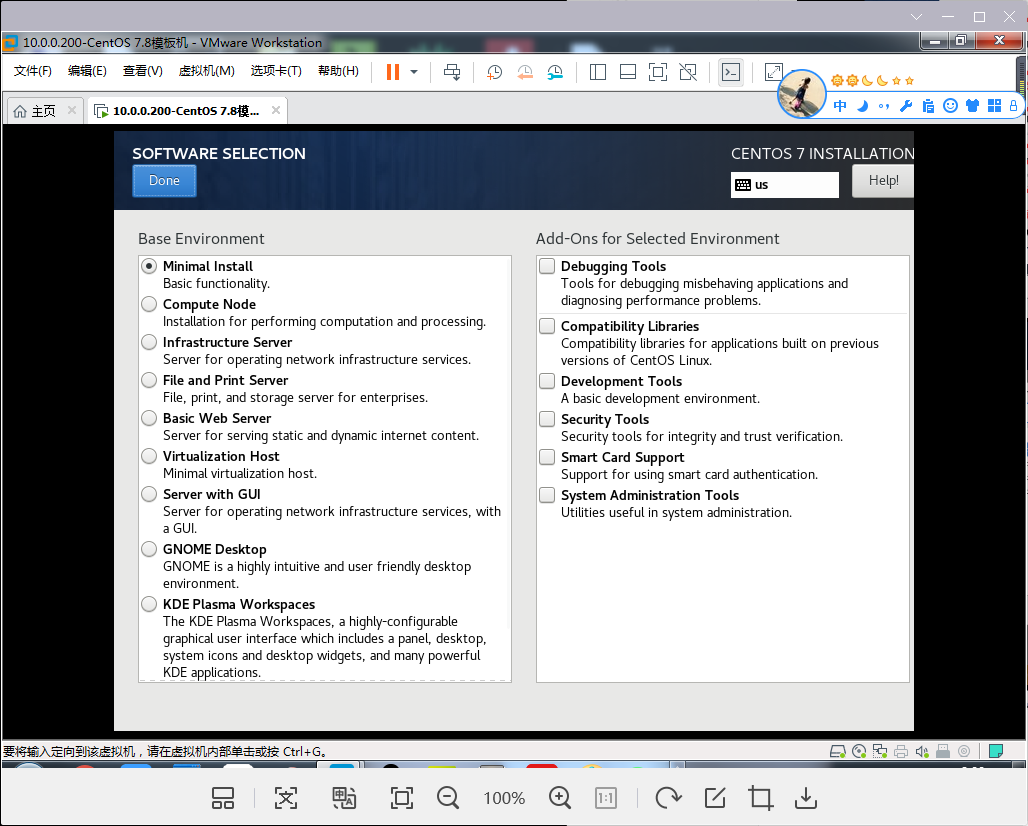 10.0.0.200-CentOS 7.8模板机 - VMware Workstation
文件(F) 编辑(E) 查看(V) 虚拟机(M) 选项卡(T) 帮助(H)
主页 10.0.0.200-CentOS 7.8模...
中
SOFTWARE SELECTION
CENTOS 7 INSTALLATION
Done
us
Help!
Base Environment
Minimal Install
Basic functionality.
Compute Node
Installation for performing computation and processing.
Infrastructure Server
Server for operating network infrastructure services.
File and Print Server
File, print, and storage server for enterprises.
Basic Web Server
Server for serving static and dynamic internet content.
Virtualization Host
Minimal virtualization host.
Server with GUI
Server for operating network infrastructure services, with
a GUI.
GNOME Desktop
GNOME is a highly intuitive and user friendly desktop
environment.
KDE Plasma Workspaces
The KDE Plasma Workspaces, a highly-configurable
graphical user interface which includes a panel, desktop,
system icons and desktop widgets, and many powerful
KDE applications.
Add-Ons for Selected Environment
Debugging Tools
Tools for debugging misbehaving applications and
diagnosing performance problems.
Compatibility Libraries
Compatibility libraries for applications built on previous
versions of CentOS Linux.
Development Tools
A basic development environment.
Security Tools
Security tools for integrity and trust verification.
Smart Card Support
Support for using smart card authentication.
System Administration Tools
Utilities useful in system administration.
要将输入定向到该虚拟机，请在虚拟机内部单击或按 Ctrl+G。
100%
1:1